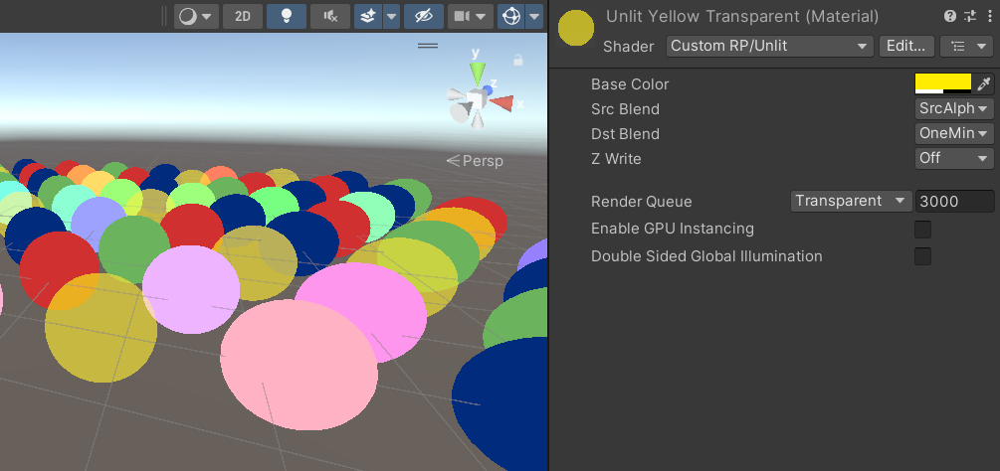 2D
y
z
x
Persp
Unlit Yellow Transparent (Material)
Shader Custom RP/Unlit Edit...
Base Color
Src Blend SrcAlph
Dst Blend OneMin
Z Write Off
Render Queue Transparent 3000
Enable GPU Instancing
Double Sided Global Illumination